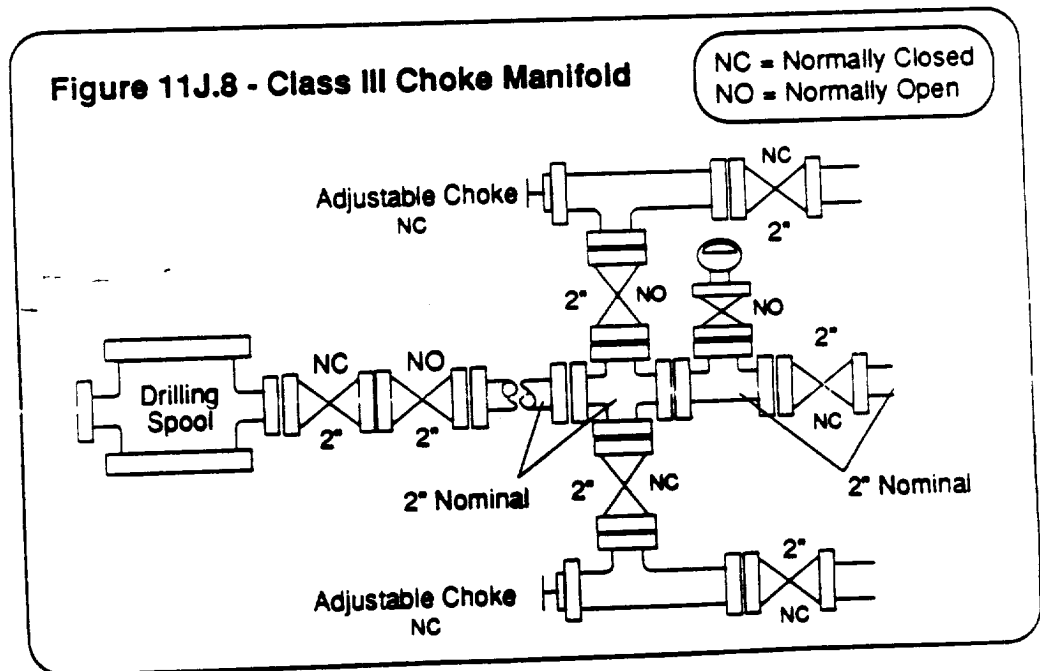 Figure 11J.8 - Class III Choke Manifold
NC = Normally Closed
NO = Normally Open
Adjustable Choke
NC
NC
2"
2"
NO
NO
2"
NC
NO
Drilling
Spool
2"
2"
NC
2" Nominal
2"
NC
2" Nominal
2"
Adjustable Choke
NC
NC